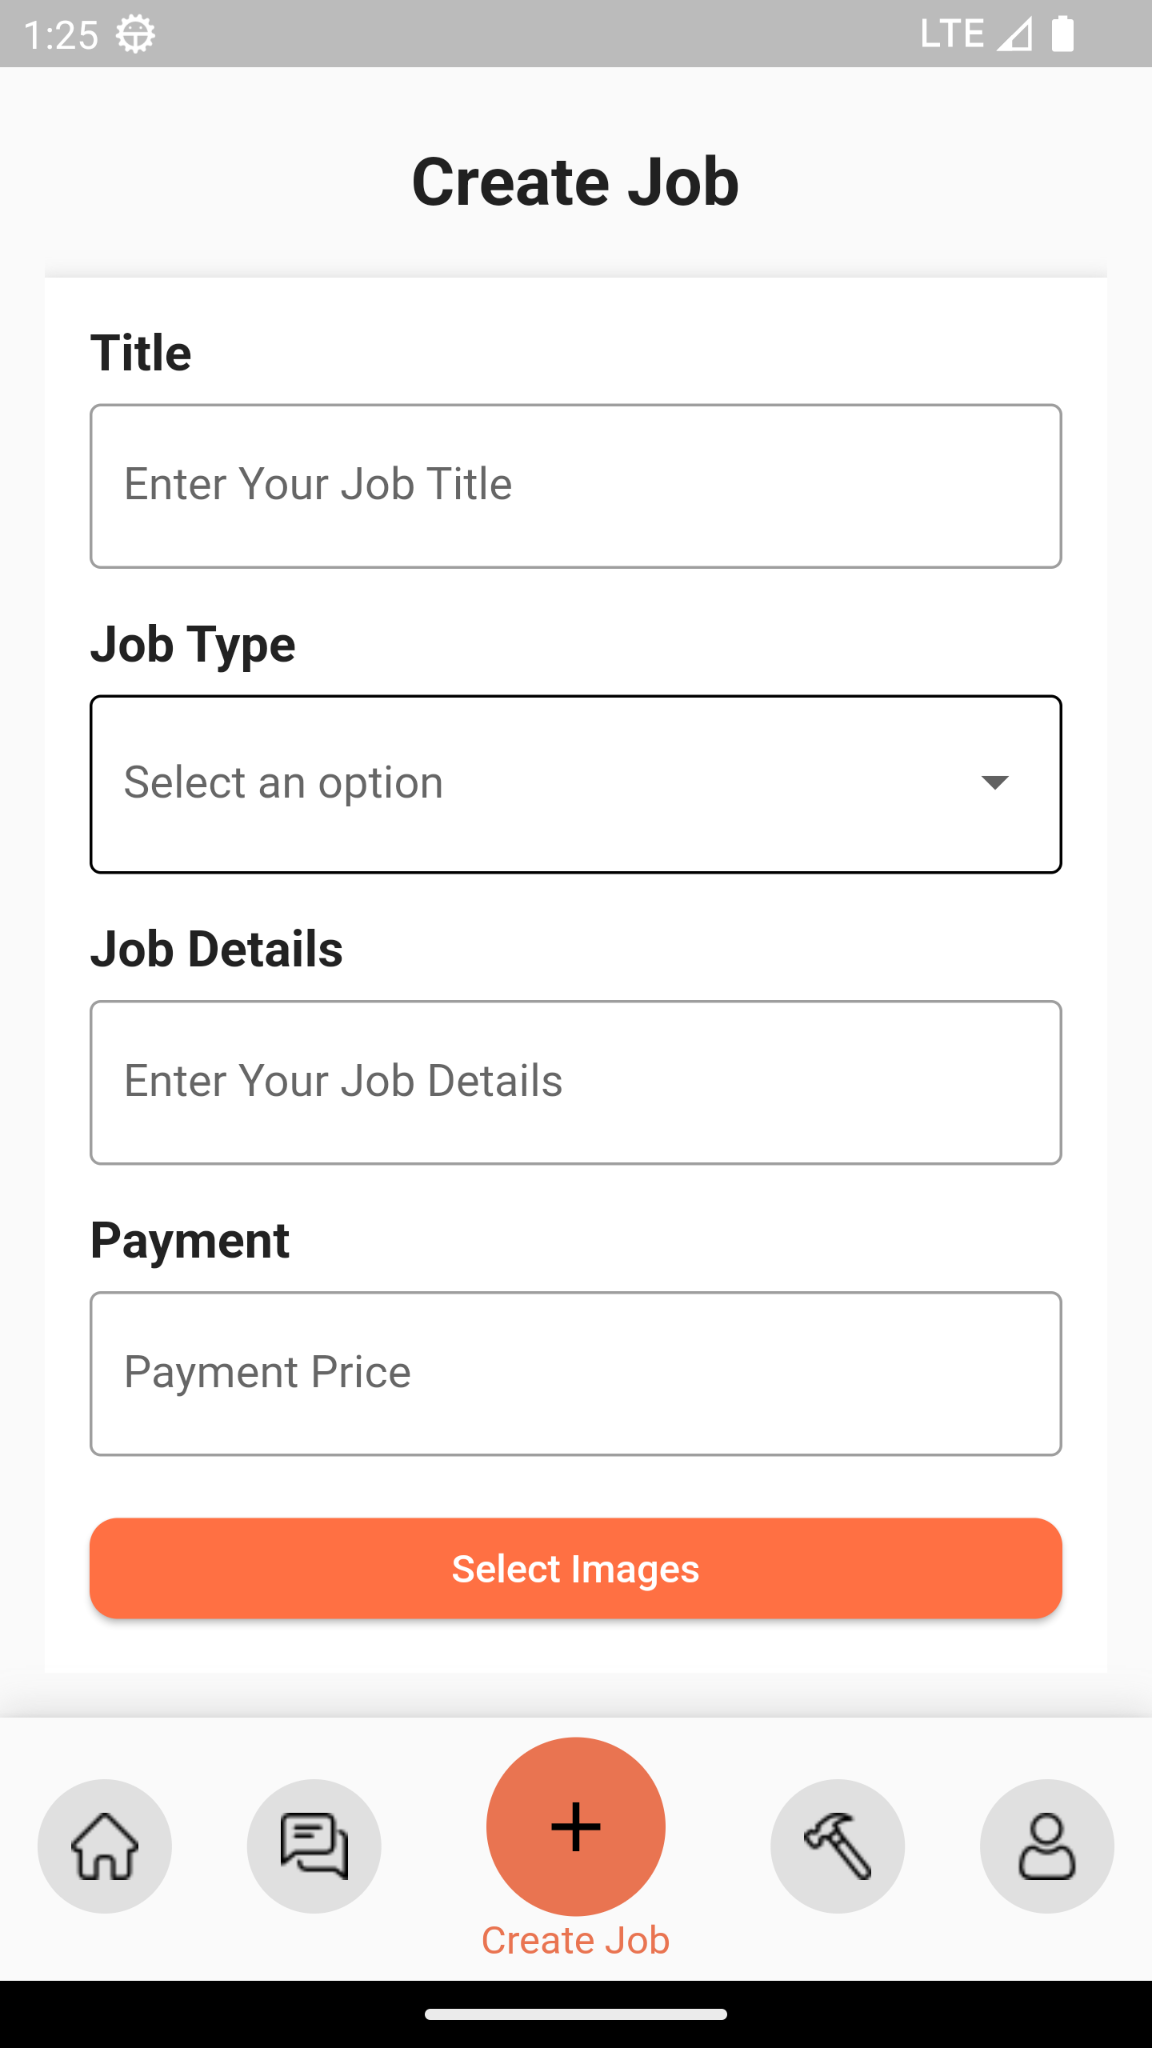 1:25 LTE
Create Job
Title
Enter Your Job Title
Job Type
Select an option
Job Details
Enter Your Job Details
Payment
Payment Price
Select Images
Create Job